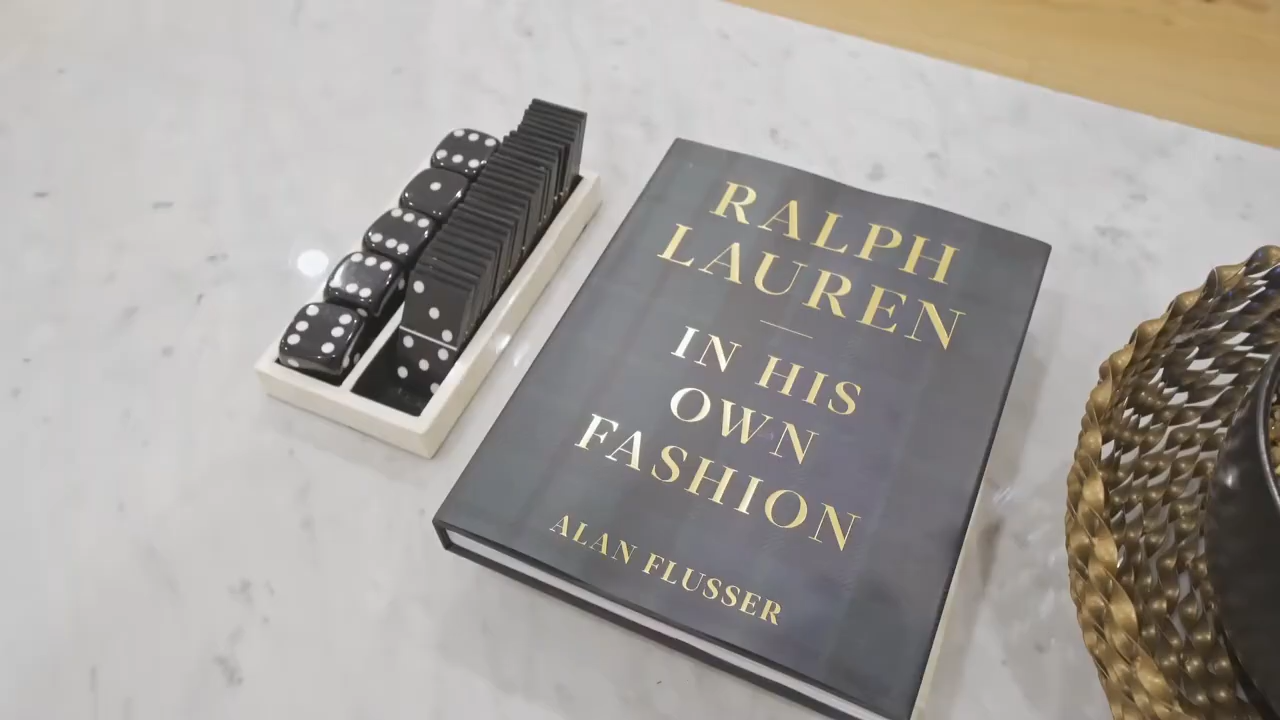 RALPH
LAUREN
IN HIS
OWN
FASHION
ALAN FLUSSER